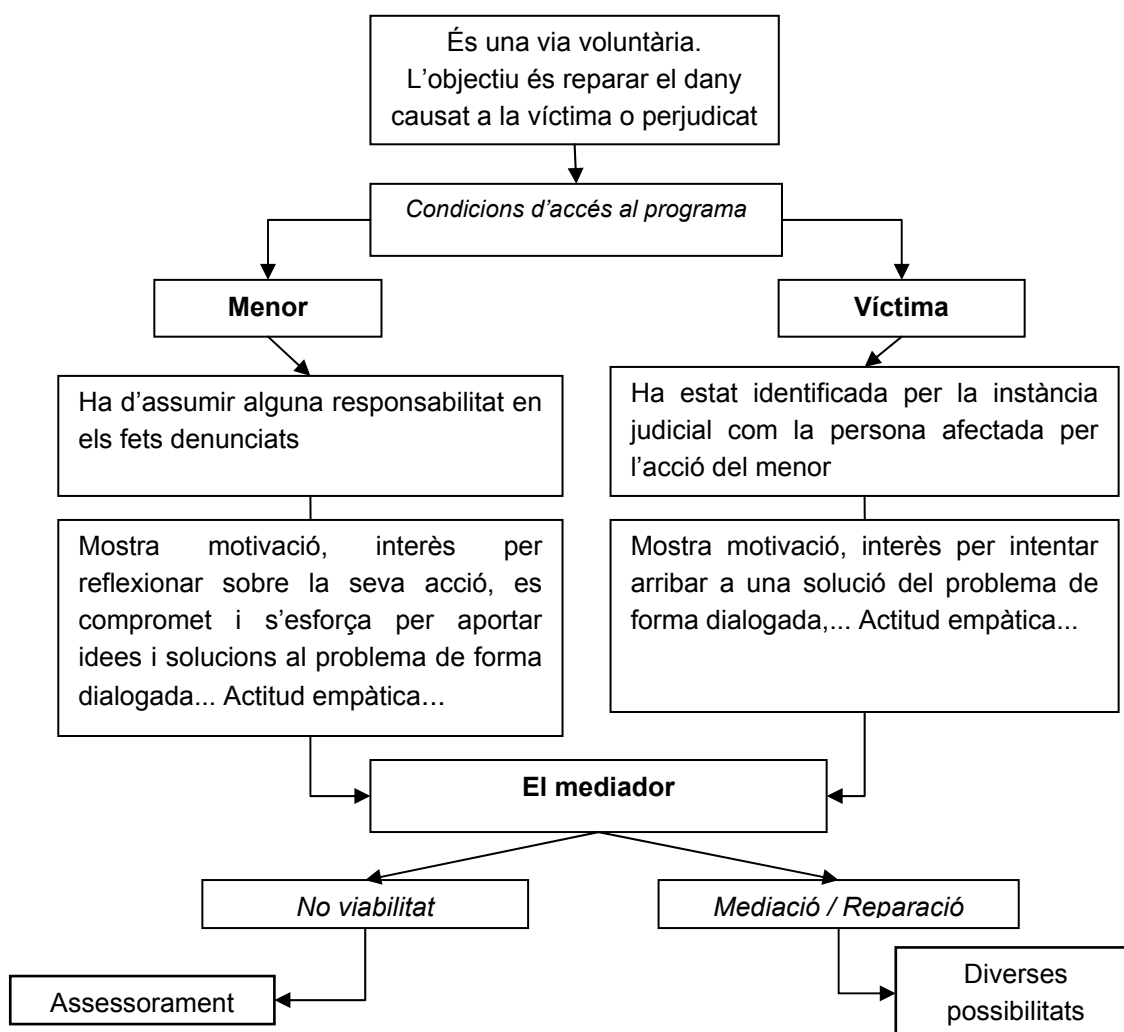 És una via voluntària.
L’objectiu és reparar el dany
causat a la víctima o perjudicat
Condicions d’accés al programa
Menor
Víctima
Ha d’assumir alguna responsabilitat en
els fets denunciats
Ha estat identificada per la instància
judicial com la persona afectada per
l’acció del menor
Mostra motivació, interès per
reflexionar sobre la seva acció, es
compromet i s’esforça per aportar
idees i solucions al problema de forma
dialogada... Actitud empàtica…
Mostra motivació, interès per intentar
arribar a una solució del problema de
forma dialogada,... Actitud empàtica...
El mediador
No viabilitat
Mediació / Reparació
Assessorament
Diverses
possibilitats